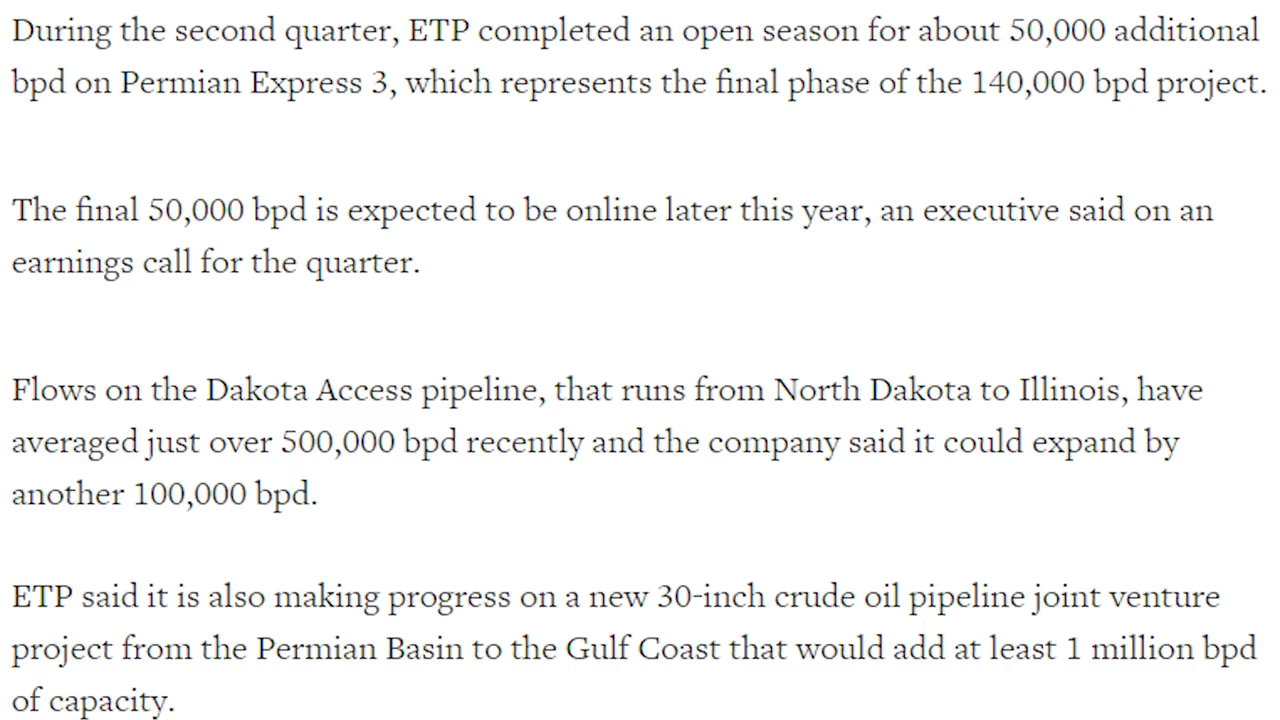 During the second quarter, ETP completed an open season for about 50,000 additional
bpd on Permian Express 3, which represents the final phase of the 140,000 bpd project.
The final 50,000 bpd is expected to be online later this year, an executive said on an
earnings call for the quarter.
Flows on the Dakota Access pipeline, that runs from North Dakota to Illinois, have
averaged just over 500,000 bpd recently and the company said it could expand by
another 100,000 bpd.
ETP said it is also making progress on a new 30-inch crude oil pipeline joint venture
project from the Permian Basin to the Gulf Coast that would add at least 1 million bpd
of capacity.